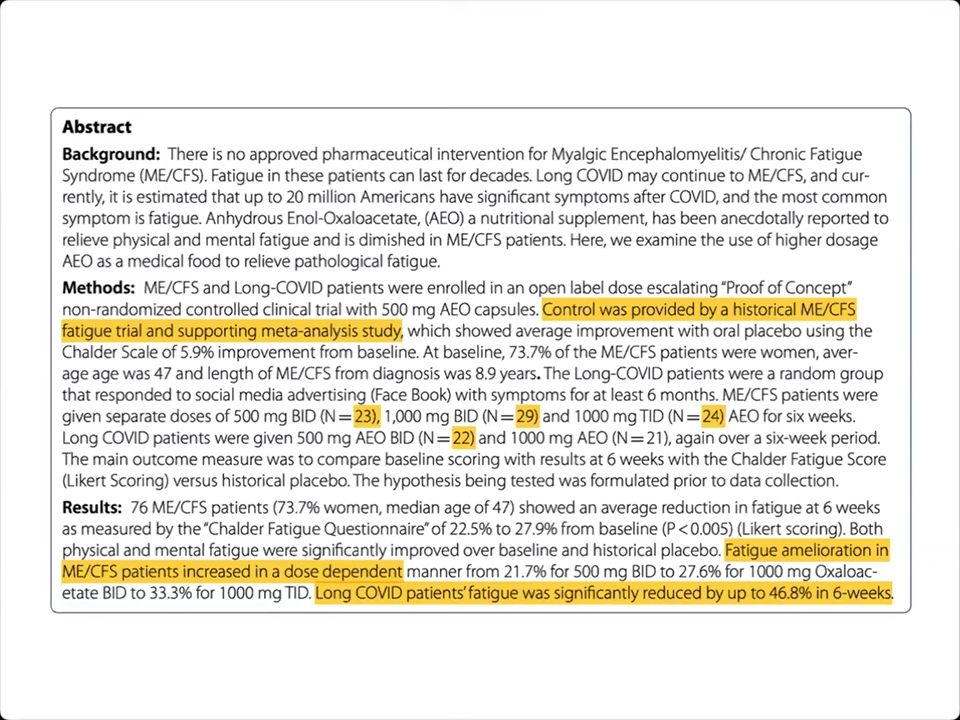 Abstract
Background: There is no approved pharmaceutical intervention for Myalgic Encephalomyelitis/ Chronic Fatigue
Syndrome (ME/CFS). Fatigue in these patients can last for decades. Long COVID may continue to ME/CFS, and cur-
rently, it is estimated that up to 20 million Americans have significant symptoms after COVID, and the most common
symptom is fatigue. Anhydrous Enol-Oxaloacetate, (AEO) a nutritional supplement, has been anecdotally reported to
relieve physical and mental fatigue and is dimished in ME/CFS patients. Here, we examine the use of higher dosage
AEO as a medical food to relieve pathological fatigue.
Methods: ME/CFS and Long-COVID patients were enrolled in an open label dose escalating "Proof of Concept"
non-randomized controlled clinical trial with 500 mg AEO capsules. Control was provided by a historical ME/CFS
fatigue trial and supporting meta-analysis study, which showed average improvement with oral placebo using the
Chalder Scale of 5.9% improvement from baseline. At baseline, 73.7% of the ME/CFS patients were women, aver-
age age was 47 and length of ME/CFS from diagnosis was 8.9 years. The Long-COVID patients were a random group
that responded to social media advertising (Face Book) with symptoms for at least 6 months. ME/CFS patients were
given separate doses of 500 mg BID (N = 23), 1,000 mg BID (N = 29) and 1000 mg TID (N = 24) AEO for six weeks.
Long COVID patients were given 500 mg AEO BID (N = 22) and 1000 mg AEO (N = 21), again over a six-week period.
The main outcome measure was to compare baseline scoring with results at 6 weeks with the Chalder Fatigue Score
(Likert Scoring) versus historical placebo. The hypothesis being tested was formulated prior to data collection.
Results: 76 ME/CFS patients (73.7% women, median age of 47) showed an average reduction in fatigue at 6 weeks
as measured by the "Chalder Fatigue Questionnaire" of 22.5% to 27.9% from baseline (P < 0.005) (Likert scoring). Both
physical and mental fatigue were significantly improved over baseline and historical placebo. Fatigue amelioration in
ME/CFS patients increased in a dose dependent manner from 21.7% for 500 mg BID to 27.6% for 1000 mg Oxaloac-
etate BID to 33.3% for 1000 mg TID. Long COVID patients' fatigue was significantly reduced by up to 46.8% in 6-weeks.